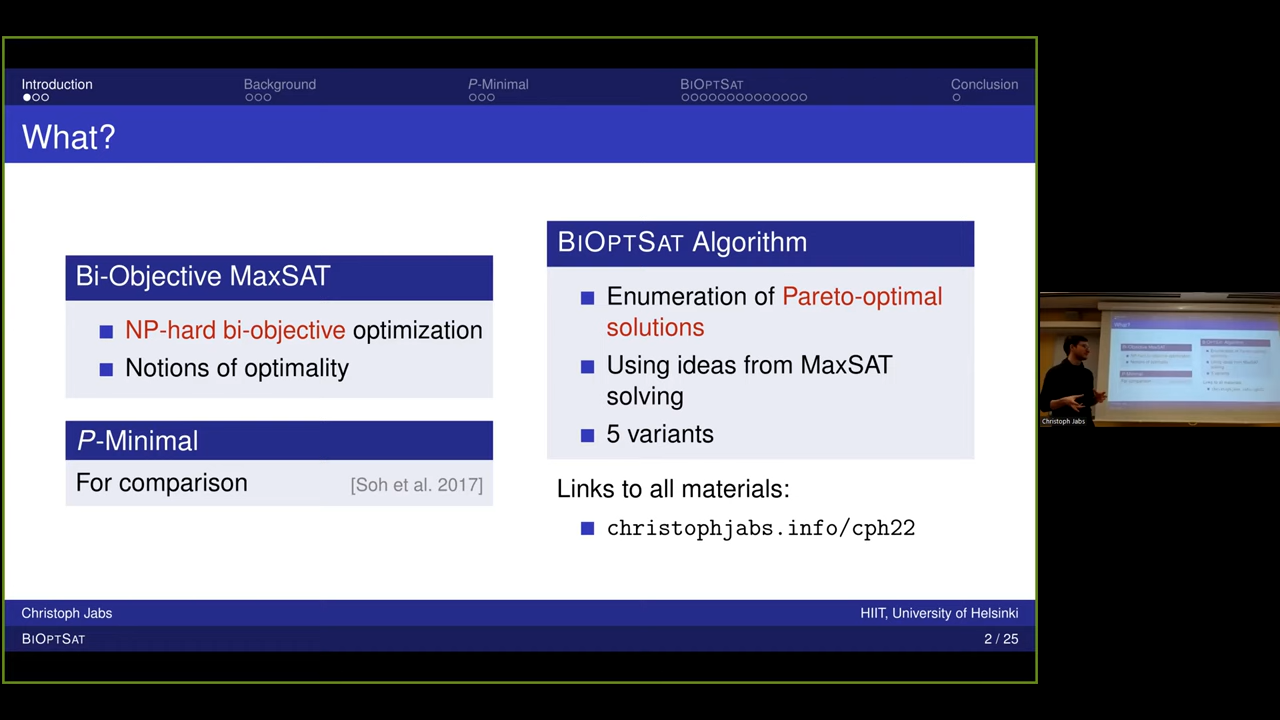 Introduction
Background
P-Minimal
BIOPTSAT
Conclusion
What?
Bi-Objective MaxSAT
NP-hard bi-objective optimization
Notions of optimality
P-Minimal
For comparison [Soh et al. 2017]
BIOPTSAT Algorithm
Enumeration of Pareto-optimal
solutions
Using ideas from MaxSAT
solving
5 variants
Links to all materials:
christophjabs.info/cph22
Christoph Jabs
HIIT, University of Helsinki
BIOPTSAT
2 / 25
What?
Christoph Jabs